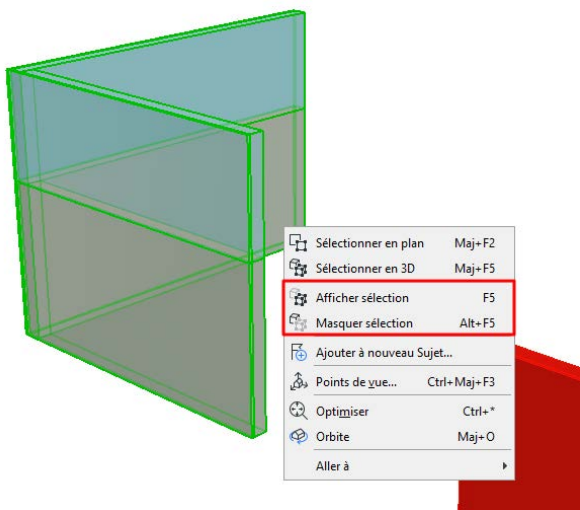 Sélectionner en plan Maj+F2
Sélectionner en 3D Maj+F5
Afficher sélection F5
Masquer sélection Alt+F5
Ajouter à nouveau Sujet...
Points de vue... Ctrl+Maj+F3
Optimiser Ctrl+*
Orbite Maj+O
Aller à